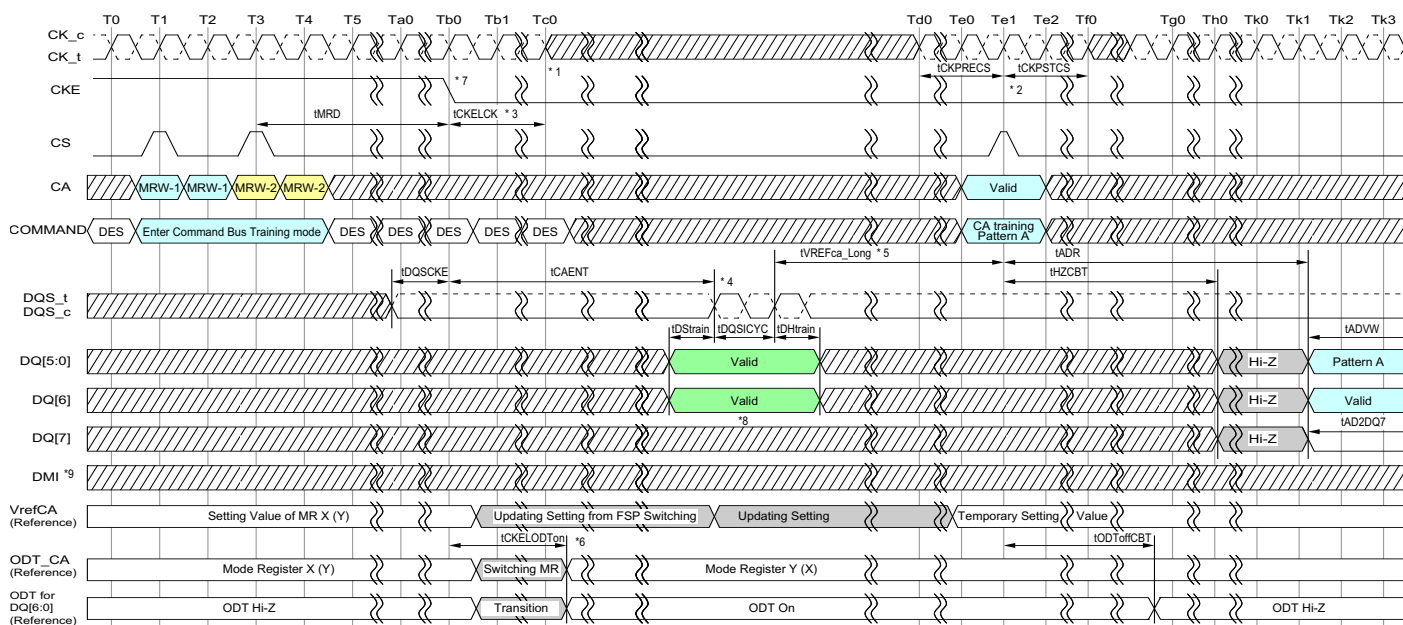 T0 T1 T2 T3 T4 T5 Ta0 Tb0 Tb1 Tc0 Td0 Te0 Te1 Te2 Tf0 Tg0 Th0 Tk0 Tk1 Tk2 Tk3
CK_c
CK_t
tCKPRECS tCKPSTCS
* 1
* 7
CKE
* 2
tMRD tCKELCK * 3
CS
CA MRW-1 MRW-1 MRW-2 MRW-2 Valid
COMMAND DES Enter Command Bus Training mode DES DES DES DES DES CA training
Pattern A
tVREFca_Long * 5 tADR
tDQSCKE tCAENT * 4 tHZCBT
DQS_t
DQS_c
tDStrain tDQSICYC tDHtrain tADVW
DQ[5:0] Valid Hi-Z Pattern A
DQ[6] Valid Hi-Z Valid
*8 tAD2DQ7
DQ[7] Hi-Z
DMI *9
VrefCA
(Reference)
Setting Value of MR X (Y) Updating Setting from FSP Switching Updating Setting Temporary Setting Value
tCKELODTon *6 tODToffCBT
ODT_CA
(Reference)
Mode Register X (Y) Switching MR Mode Register Y (X)
ODT for
DQ[6:0]
(Reference)
ODT Hi-Z Transition ODT On ODT Hi-Z